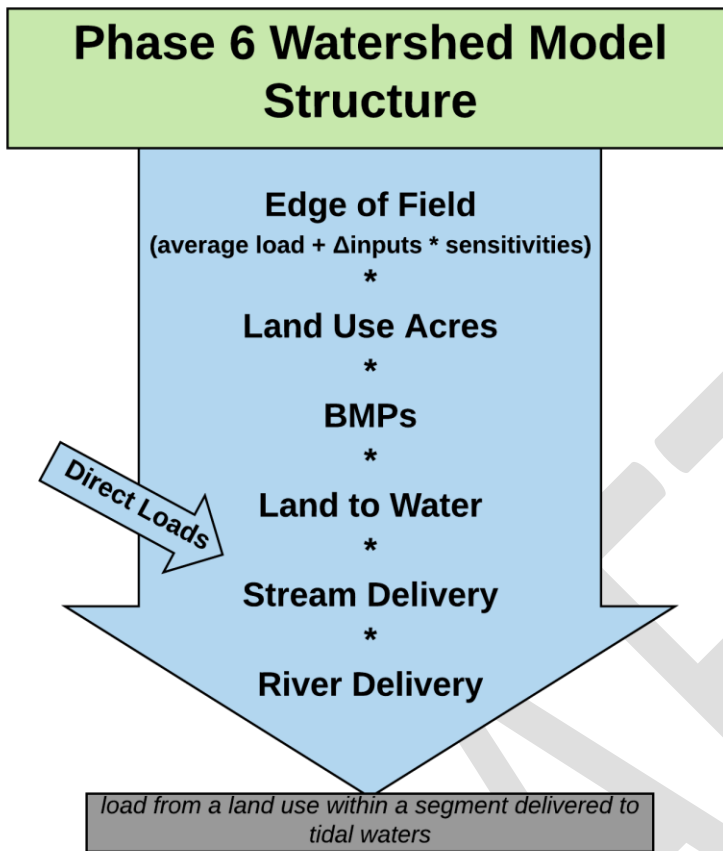 Phase 6 Watershed Model
Structure
Edge of Field
(average load + Δinputs * sensitivities)
*
Land Use Acres
*
BMPs
*
Land to Water
*
Direct Loads
Stream Delivery
*
River Delivery
load from a land use within a segment delivered to
tidal waters